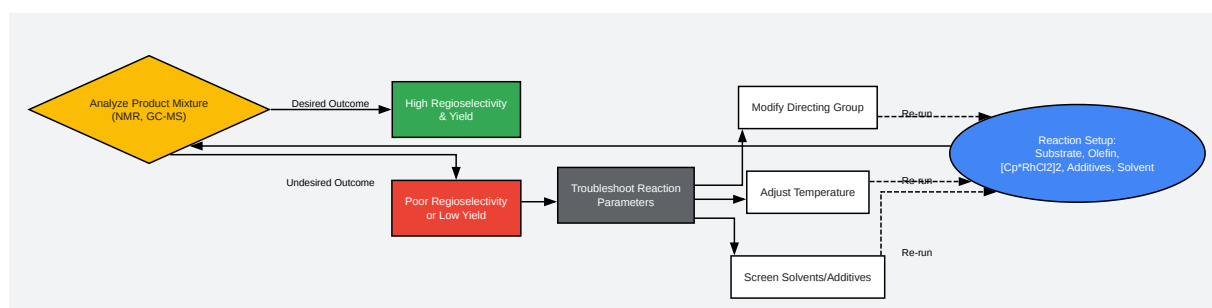 Analyze Product Mixture
(NMR, GC-MS)
Desired Outcome
High Regioselectivity
& Yield
Undesired Outcome
Poor Regioselectivity
or Low Yield
Troubleshoot Reaction
Parameters
Modify Directing Group
Re-run
Adjust Temperature
Re-run
Screen Solvents/Additives
Re-run
Reaction Setup:
Substrate, Olefin,
[Cp*RhCl2]2, Additives, Solvent